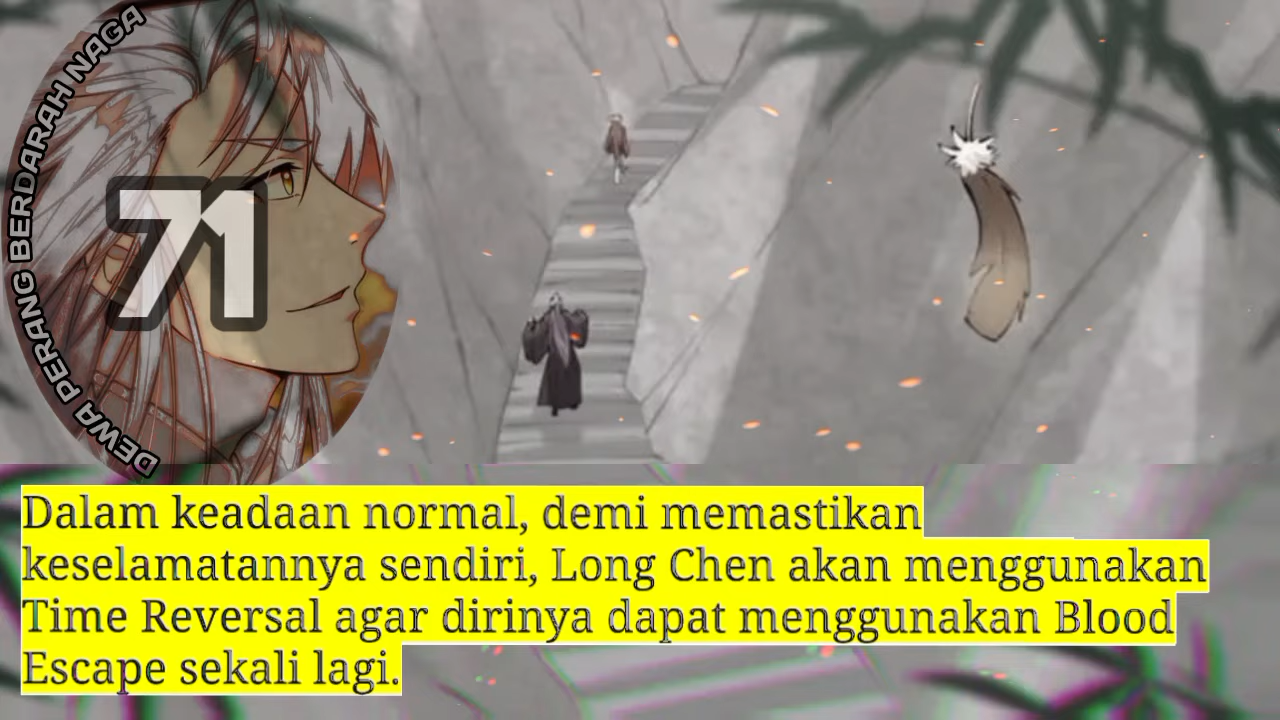 DEWA PERANG BERDARAH NAGA
71
Dalam keadaan normal, demi memastikan
keselamatannya sendiri, Long Chen akan menggunakan
Time Reversal agar dirinya dapat menggunakan Blood
Escape sekali lagi.